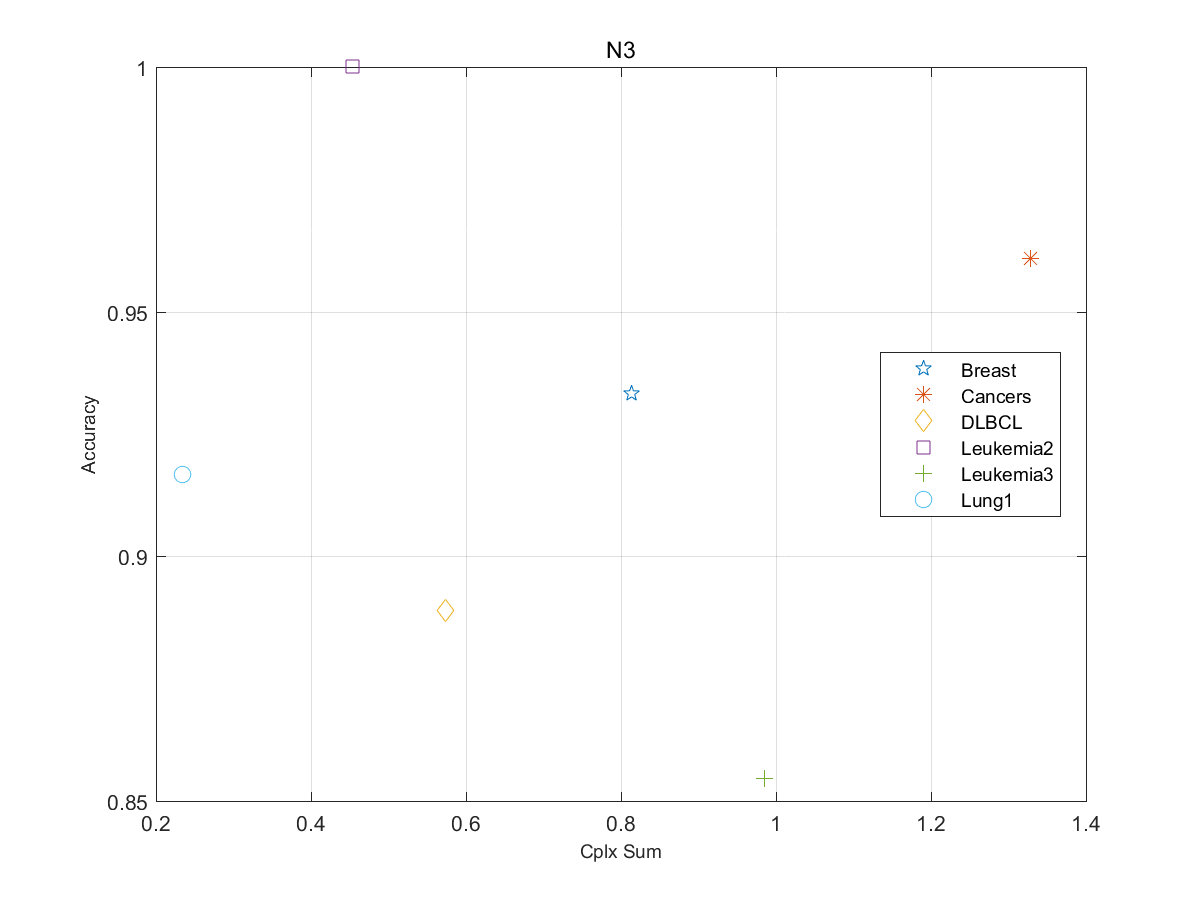 N3
1
0.95
0.9
0.85
Accuracy
Breast
Cancers
DLBCL
Leukemia2
Leukemia3
Lung1
0.2 0.4 0.6 0.8 1 1.2 1.4
Cplx Sum